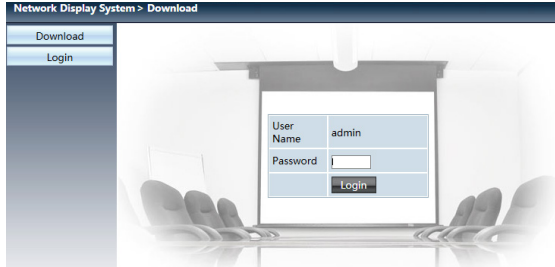 Network Display System > Download
Download
Login
User
Name
admin
Password
Login